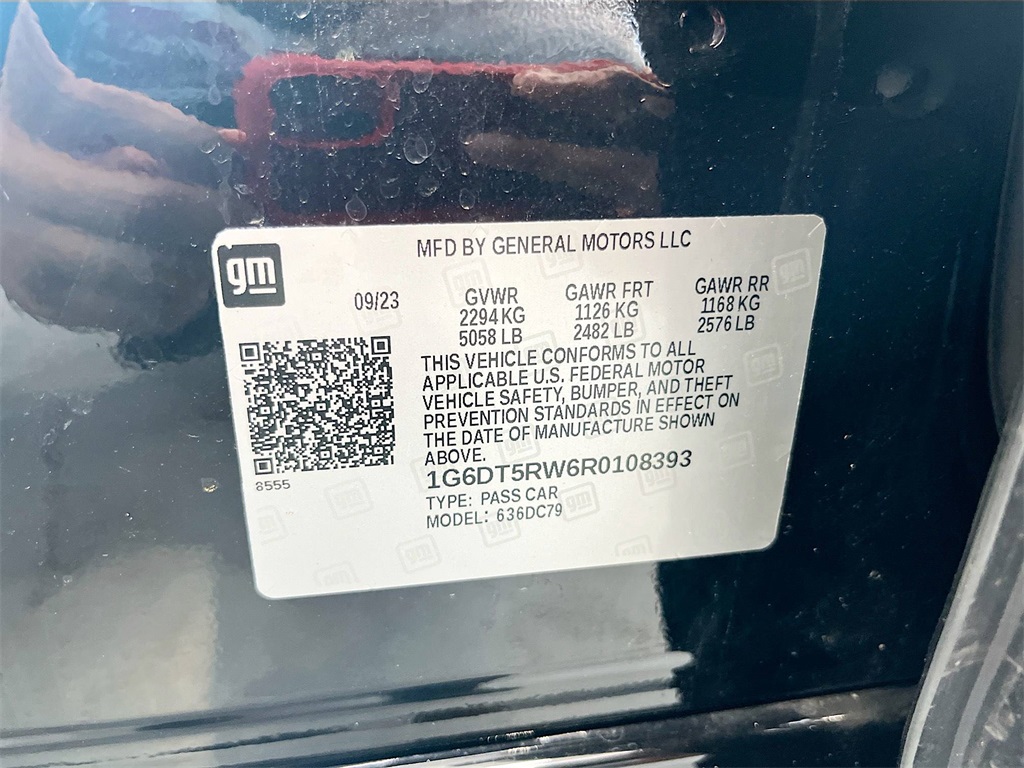 gm
MFD BY GENERAL MOTORS LLC
09/23
GVWR
2294 KG
5058 LB
GAWR FRT
1126 KG
2482 LB
GAWR RR
1168 KG
2576 LB
THIS VEHICLE CONFORMS TO ALL
APPLICABLE U.S. FEDERAL MOTOR
VEHICLE SAFETY, BUMPER, AND THEFT
PREVENTION STANDARDS IN EFFECT ON
THE DATE OF MANUFACTURE SHOWN
ABOVE.
8555
1G6DT5RW6R0108393
TYPE: PASS CAR
MODEL: 636DC79